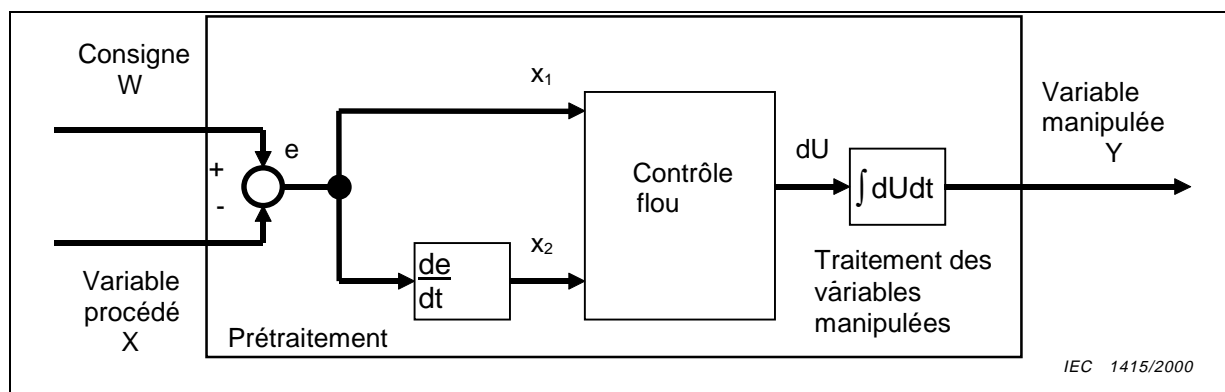 Consigne
W
+
-
e
Variable
procédé
X
Prétraitement
x1
x2
de
dt
Contrôle
flou
dU
∫dUdt
Traitement des
váriables
manipulées
Variable
manipulée
Y
IEC 1415/2000